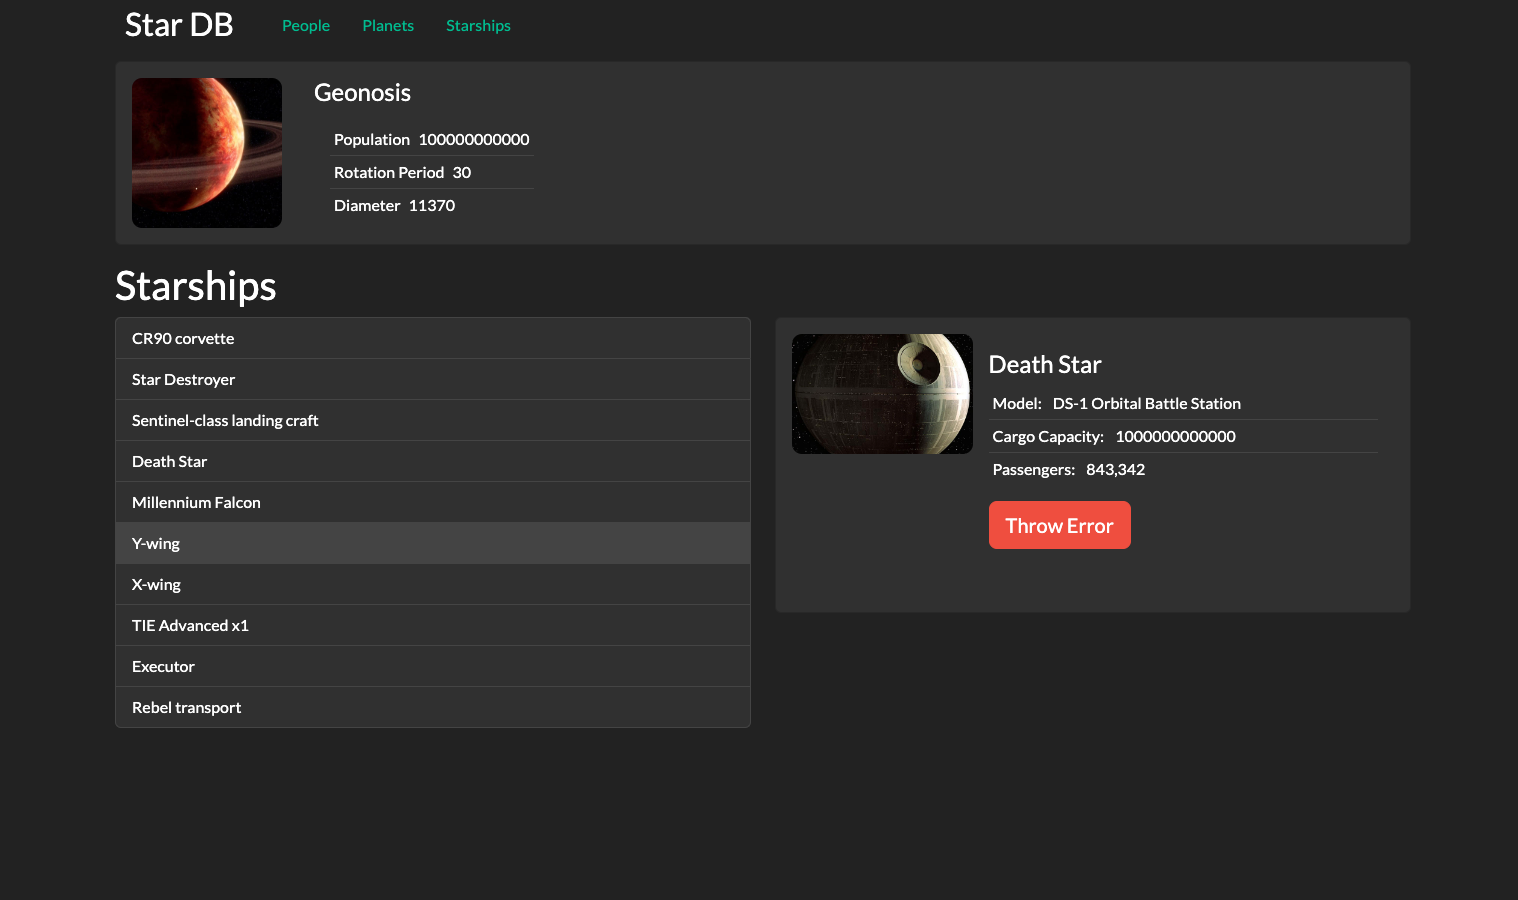 Star DB People Planets Starships
Geonosis
Population 100000000000
Rotation Period 30
Diameter 11370
Starships
CR90 corvette
Star Destroyer
Sentinel-class landing craft
Death Star
Millennium Falcon
Y-wing
X-wing
TIE Advanced x1
Executor
Rebel transport
Death Star
Model: DS-1 Orbital Battle Station
Cargo Capacity: 1000000000000
Passengers: 843,342
Throw Error